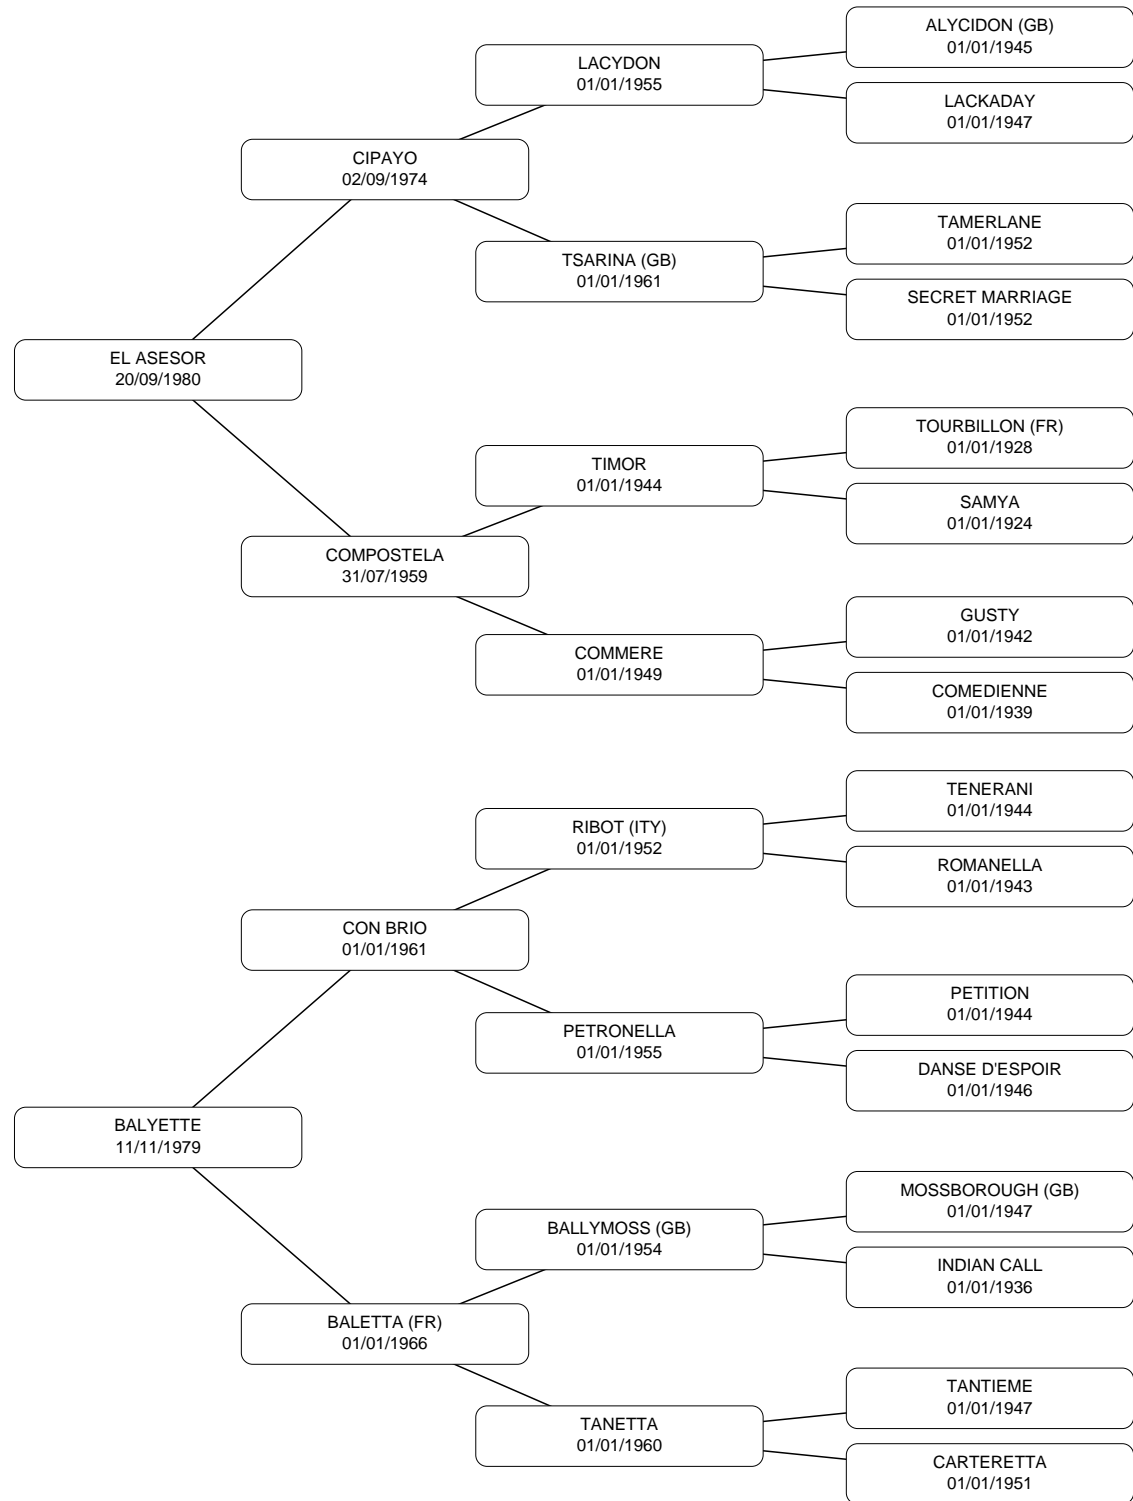 ALYCIDON (GB)
01/01/1945
LACYDON
01/01/1955
LACKADAY
01/01/1947
CIPAYO
02/09/1974
TAMERLANE
01/01/1952
TSARINA (GB)
01/01/1961
SECRET MARRIAGE
01/01/1952
EL ASESOR
20/09/1980
TOURBILLON (FR)
01/01/1928
TIMOR
01/01/1944
SAMYA
01/01/1924
COMPOSTELA
31/07/1959
GUSTY
01/01/1942
COMMERE
01/01/1949
COMEDIENNE
01/01/1939
TENERANI
01/01/1944
RIBOT (ITY)
01/01/1952
ROMANELLA
01/01/1943
CON BRIO
01/01/1961
PETITION
01/01/1944
PETRONELLA
01/01/1955
DANSE D'ESPOIR
01/01/1946
BALYETTE
11/11/1979
MOSSBOROUGH (GB)
01/01/1947
BALLYMOSS (GB)
01/01/1954
INDIAN CALL
01/01/1936
BALETTA (FR)
01/01/1966
TANTIEME
01/01/1947
TANETTA
01/01/1960
CARTERETTA
01/01/1951